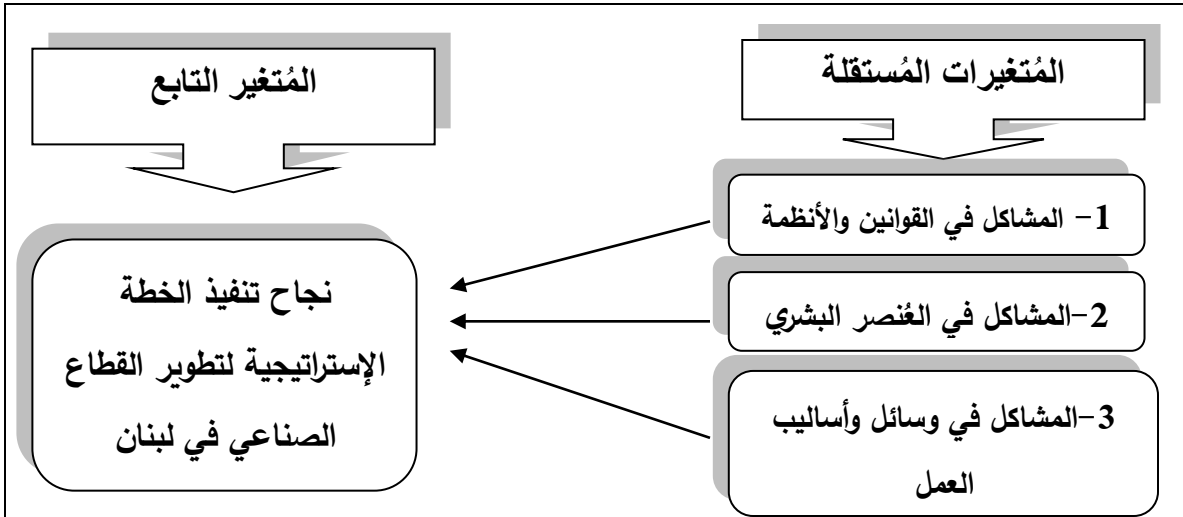 المُتغيرات المُستقلة
1- المشاكل في القوانين والأنظمة
2-المشاكل في العُنصر البشري
3-المشاكل في وسائل وأساليب
العمل
المُتغير التابع
نجاح تنفيذ الخطة
الإستراتيجية لتطوير القطاع
الصناعي في لبنان